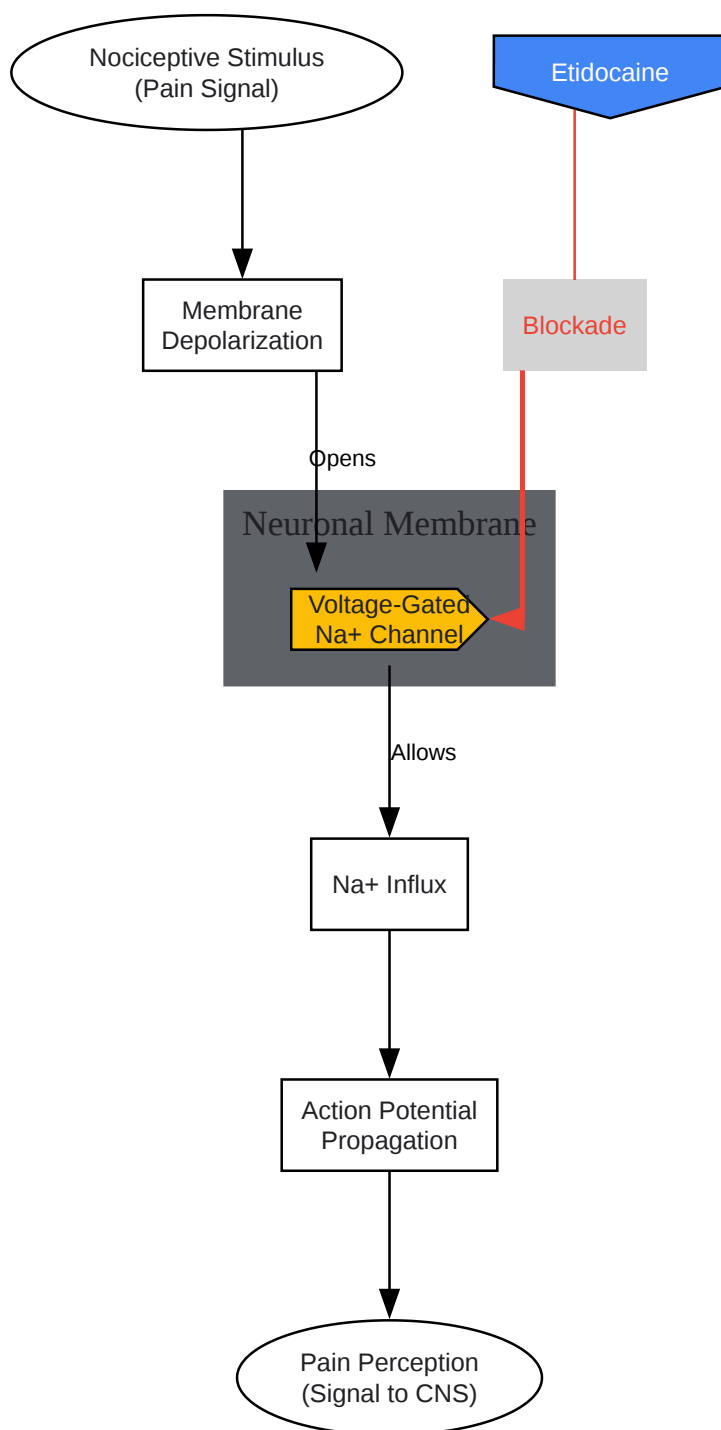 Nociceptive Stimulus
(Pain Signal)
Etidocaine
Membrane
Depolarization
Blockade
Opens
Neuronal Membrane
Voltage-Gated
Na+ Channel
Allows
Na+ Influx
Action Potential
Propagation
Pain Perception
(Signal to CNS)